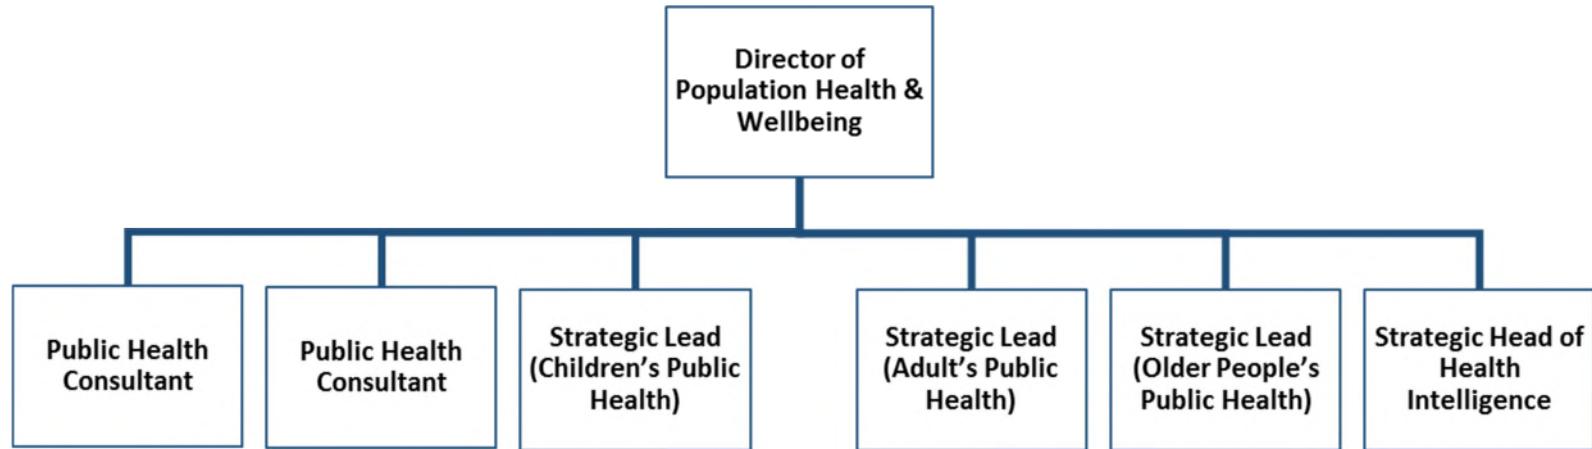 Director of
Population Health &
Wellbeing
Public Health
Consultant
Public Health
Consultant
Strategic Lead
(Children’s Public
Health)
Strategic Lead
(Adult’s Public
Health)
Strategic Lead
(Older People’s
Public Health)
Strategic Head of
Health
Intelligence